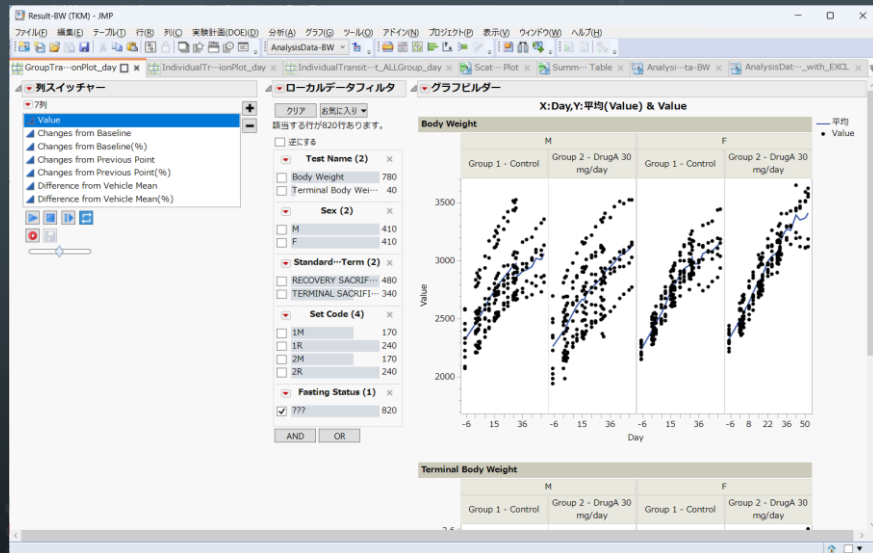 Result-BW (TKM) - JMP
ファイル(F) 編集(E) テーブル(T) 行(R) 列(C) 実験計画(DOE)(D) 分析(A) グラフ(G) ツール(O) アドイン(N) プロジェクト(P) 表示(V) ウィンドウ(W) ヘルプ(H)
AnalysisData-BW
GroupTra⋯onPlot_day IndividualTr⋯ionPlot_day IndividualTransit⋯t_ALLGroup_day Scat⋯ Plot Summ⋯ Table Analysi⋯ta-BW AnalysisDat⋯_with_EXCL
列スイッチャー
7列
Value
Changes from Baseline
Changes from Baseline(%)
Changes from Previous Point
Changes from Previous Point(%)
Difference from Vehicle Mean
Difference from Vehicle Mean(%)
ローカルデータフィルタ
クリア お気に入り
該当する行が820行あります。
逆にする
Test Name (2)
Body Weight 780
Terminal Body Wei⋯ 40
Sex (2)
M 410
F 410
Standard⋯Term (2)
RECOVERY SACRIF⋯ 480
TERMINAL SACRIFI⋯ 340
Set Code (4)
1M 170
1R 240
2M 170
2R 240
Fasting Status (1)
??? 820
AND OR
グラフビルダー
X:Day,Y:平均(Value) & Value
Body Weight
M F
Group 1 - Control Group 2 - DrugA 30 mg/day Group 1 - Control Group 2 - DrugA 30 mg/day
平均
Value
3500
3000
2500
2000
Value
-6 15 36 -6 15 36 -6 15 36 -6 8 22 36 50
Day
Terminal Body Weight
M F
Group 1 - Control Group 2 - DrugA 30 mg/day Group 1 - Control Group 2 - DrugA 30 mg/day